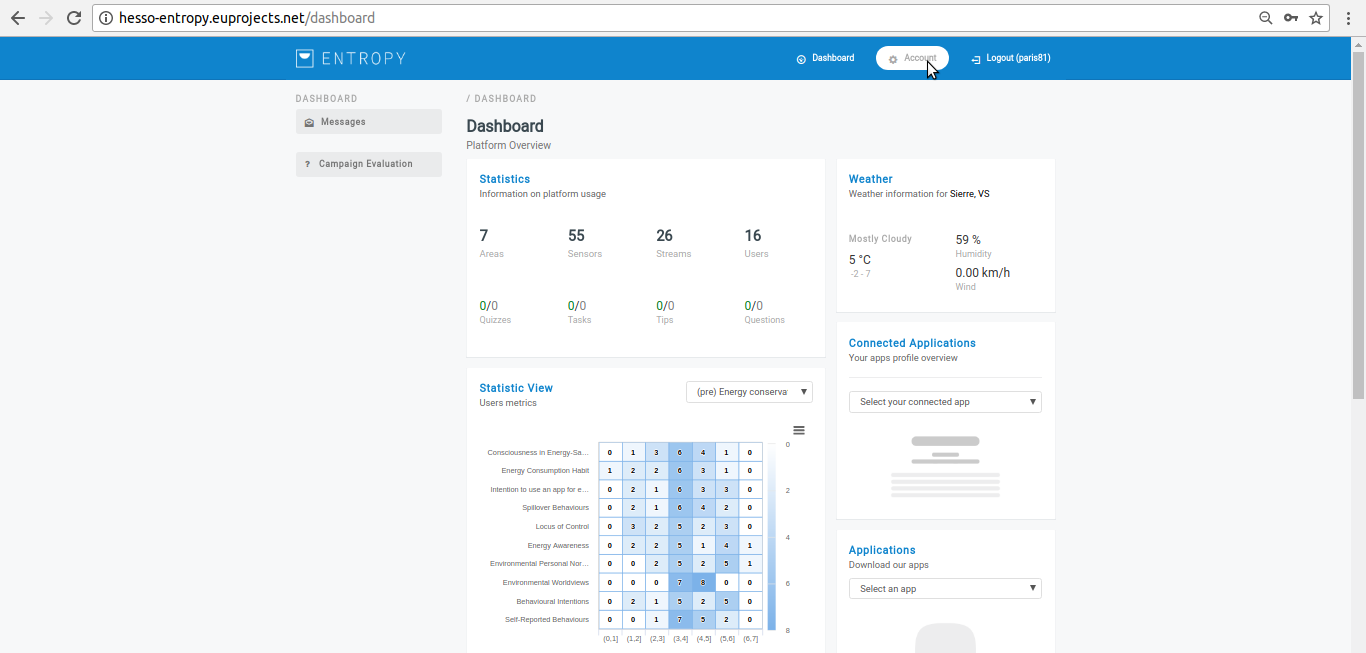 hesso-entropy.euprojects.net/dashboard
ENTROPY
Dashboard
Account
Logout (paris81)
DASHBOARD
Messages
? Campaign Evaluation
/ DASHBOARD
Dashboard
Platform Overview
Statistics
Information on platform usage
7 55 26 16
Areas Sensors Streams Users
0/0 0/0 0/0 0/0
Quizzes Tasks Tips Questions
Statistic View
Users metrics
(pre) Energy conserva
Consciousness in Energy-Sa... 0 1 3 6 4 1 0
Energy Consumption Habit 1 2 2 6 3 1 0
Intention to use an app for e... 0 2 1 6 3 3 0
Spillover Behaviours 0 2 1 6 4 2 0
Locus of Control 0 3 2 5 2 3 0
Energy Awareness 0 2 2 5 1 4 1
Environmental Personal Nor... 0 0 2 5 2 5 1
Environmental Worldviews 0 0 0 7 8 0 0
Behavioural Intentions 0 2 1 5 2 5 0
Self-Reported Behaviours 0 0 1 7 5 2 0
(0,1] (1,2] (2,3] (3,4] (4,5] (5,6] (6,7]
0
2
4
6
8
Weather
Weather information for Sierre, VS
Mostly Cloudy
5 °C
-2 - 7
59 %
Humidity
0.00 km/h
Wind
Connected Applications
Your apps profile overview
Select your connected app
Applications
Download our apps
Select an app